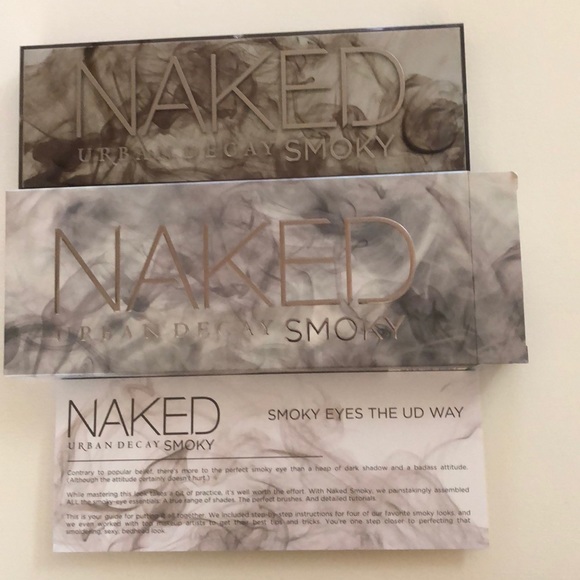 NAKED
URBAN DECAY SMOKY
NAKED
URBAN DECAY SMOKY
NAKED
URBAN DECAY SMOKY
SMOKY EYES THE UD WAY
Contrary to popular belief, there's more to the perfect smoky eye than a heap of dark shadow and a badass attitude.
(Although the attitude certainly doesn't hurt.)
While mastering this look takes a bit of practice, it's well worth the effort. With Naked Smoky, we painstakingly assembled
ALL the smoky-eye essentials: A blue range of shades. The perfect brushes. And detailed tutorials.
This is your guide for putting it all together. We included step-by-step instructions for four of our favorite smoky looks, and
we even worked with top makeup artists to get their best tips and tricks. You're one step closer to perfecting that
smoldering, sexy, bedhead look.